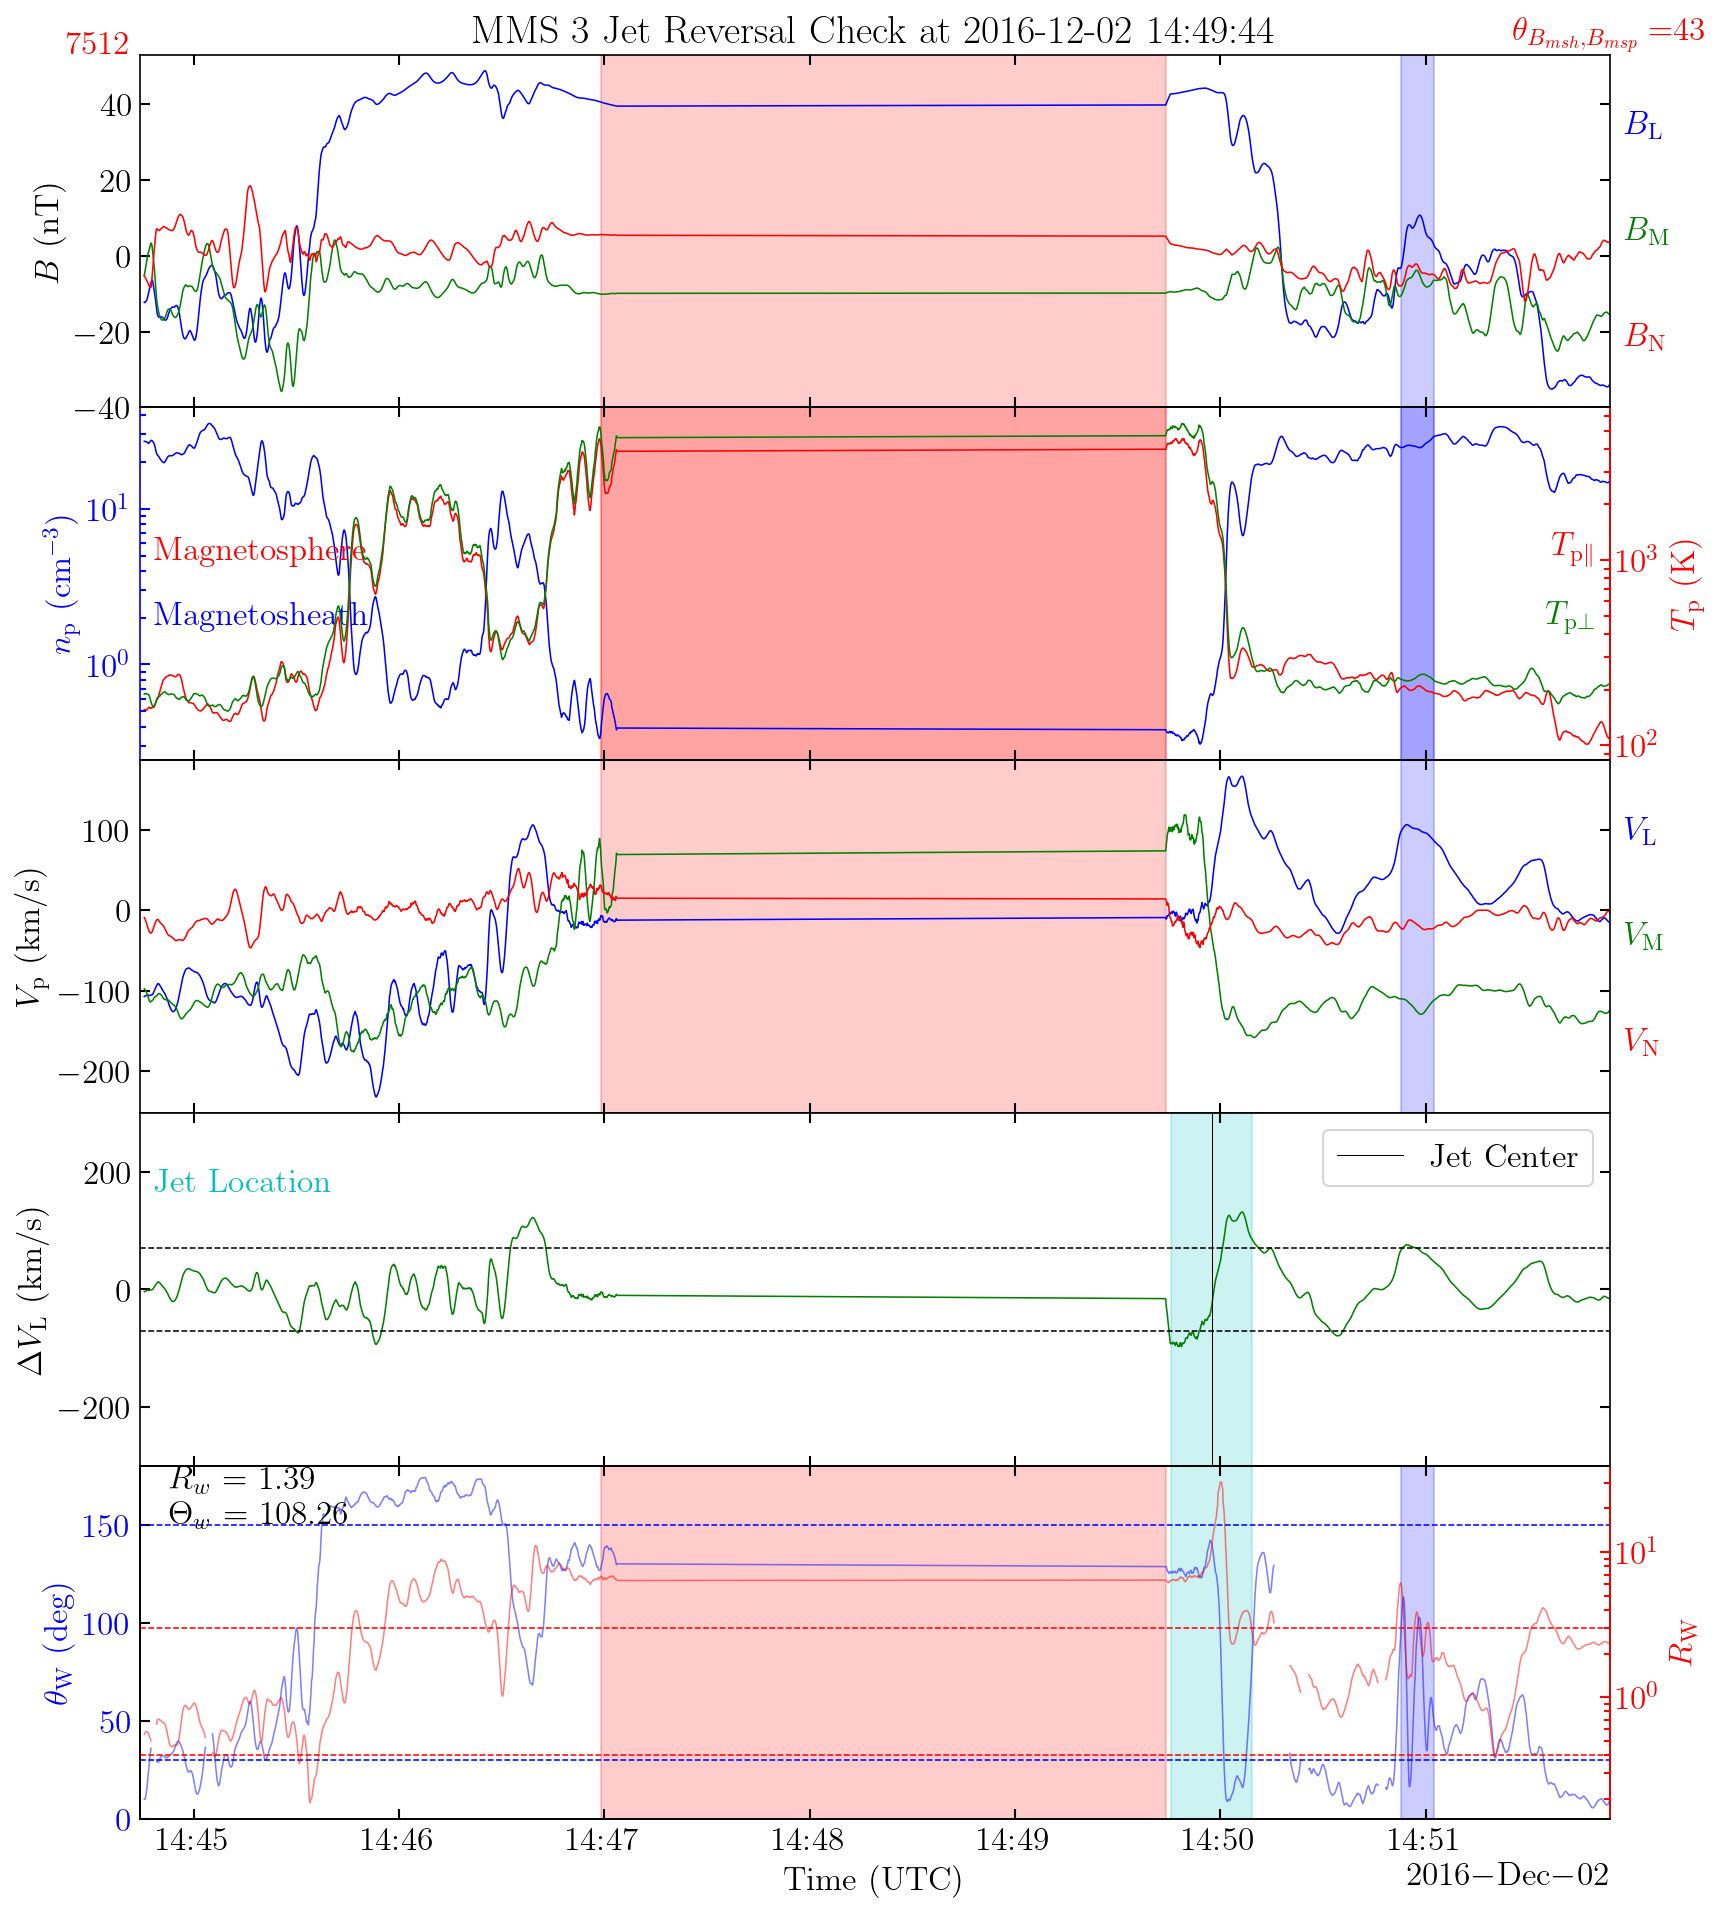 MMS 3 Jet Reversal Check at 2016-12-02 14:49:44
7512
θ_{B_{msh},B_{msp}} =43
40
20
0
−20
−40
B (nT)
B_L
B_M
B_N
10^1
10^0
n_p (cm^{−3})
Magnetosphere
Magnetosheath
T_{p∥}
T_{p⊥}
10^3
10^2
T_p (K)
100
0
−100
−200
V_p (km/s)
V_L
V_M
V_N
200
0
−200
ΔV_L (km/s)
Jet Location
Jet Center
R_w = 1.39
Θ_w = 108.26
150
100
50
0
θ_W (deg)
10^1
10^0
R_W
14:45 14:46 14:47 14:48 14:49 14:50 14:51
Time (UTC)
2016−Dec−02